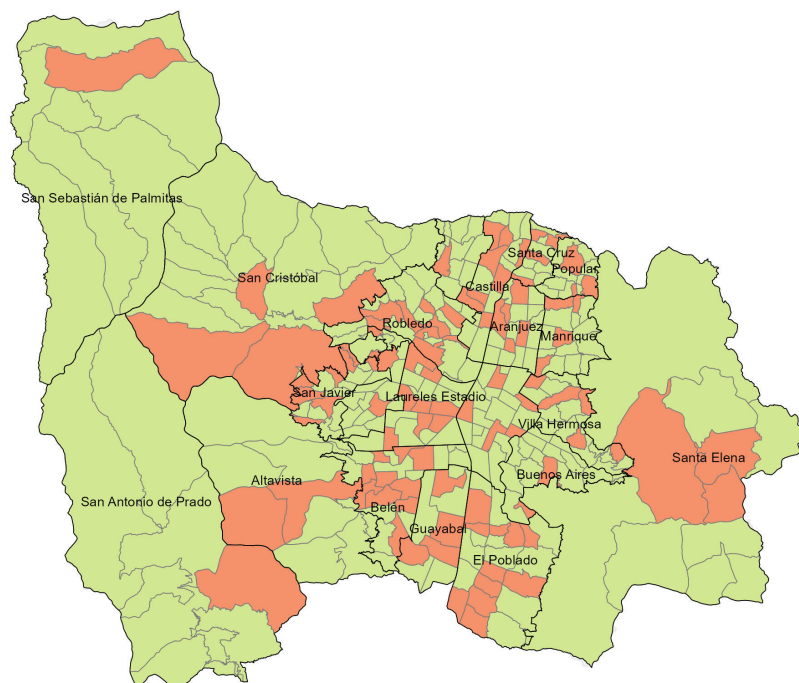 San Sebastián de Palmitas
San Cristóbal
Santa Cruz
Popular
Castilla
Robledo
Aranjuez
Manrique
San Javier
Laureles Estadio
Villa Hermosa
Santa Elena
Buenos Aires
Altavista
San Antonio de Prado
Belén
Guayabal
El Poblado